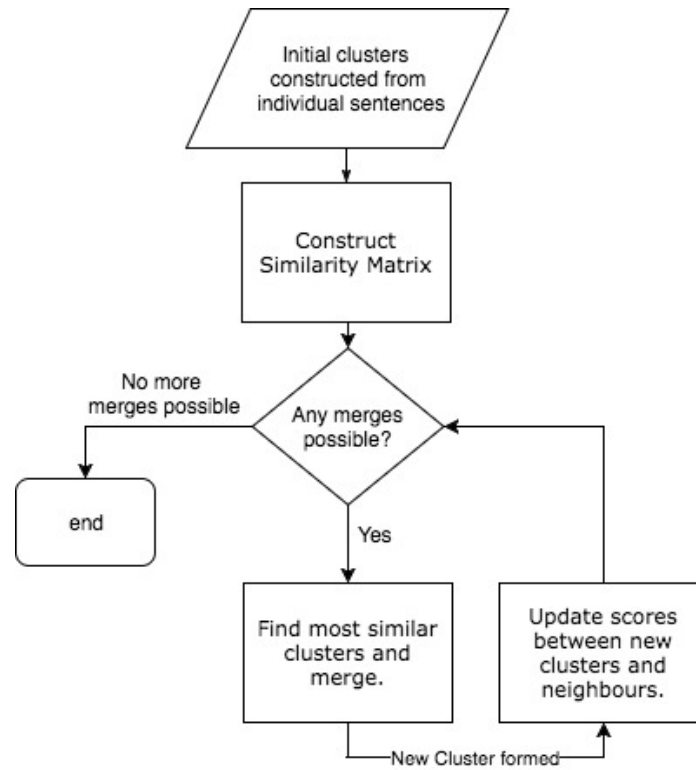 Initial clusters
constructed from
individual sentences
Construct
Similarity Matrix
No more
merges possible
Any merges
possible?
end
Yes
Find most similar
clusters and
merge.
Update scores
between new
clusters and
neighbours.
New Cluster formed